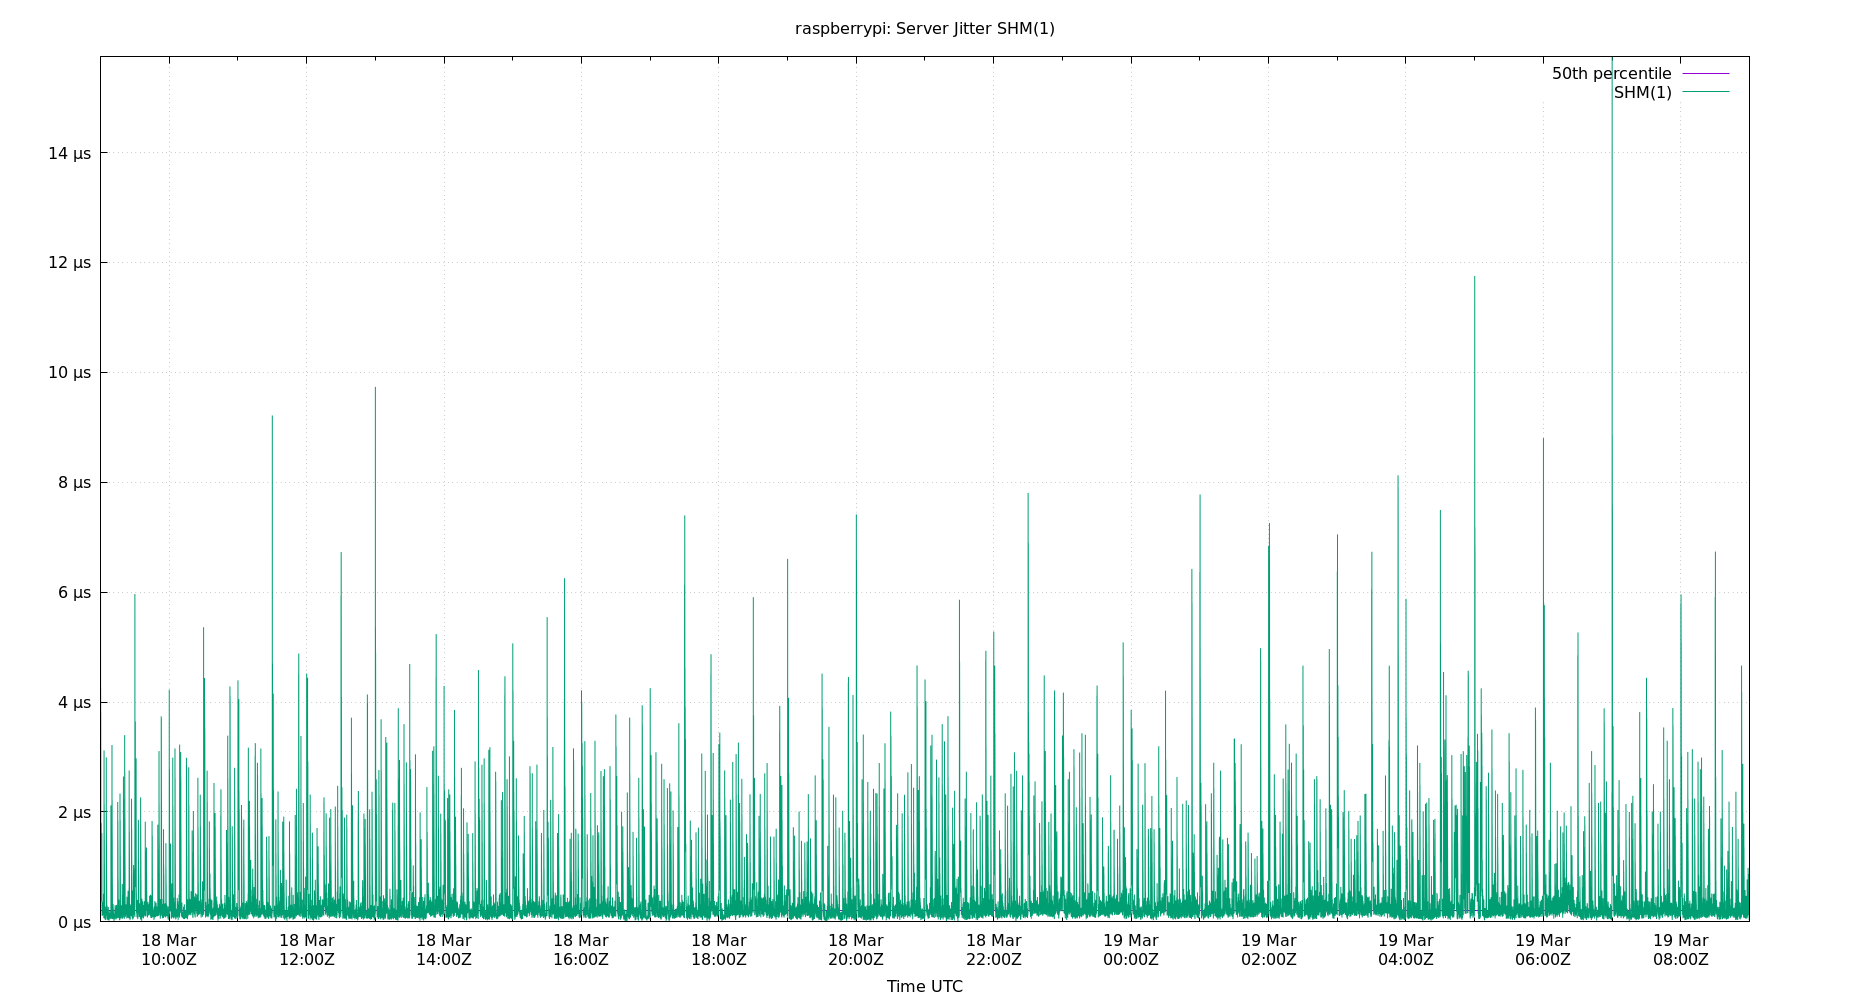 raspberrypi: Server Jitter SHM(1)
50th percentile
SHM(1)
14 µs
12 µs
10 µs
8 µs
6 µs
4 µs
2 µs
0 µs
18 Mar 18 Mar 18 Mar 18 Mar 18 Mar 18 Mar 18 Mar 19 Mar 19 Mar 19 Mar 19 Mar 19 Mar
10:00Z 12:00Z 14:00Z 16:00Z 18:00Z 20:00Z 22:00Z 00:00Z 02:00Z 04:00Z 06:00Z 08:00Z
Time UTC